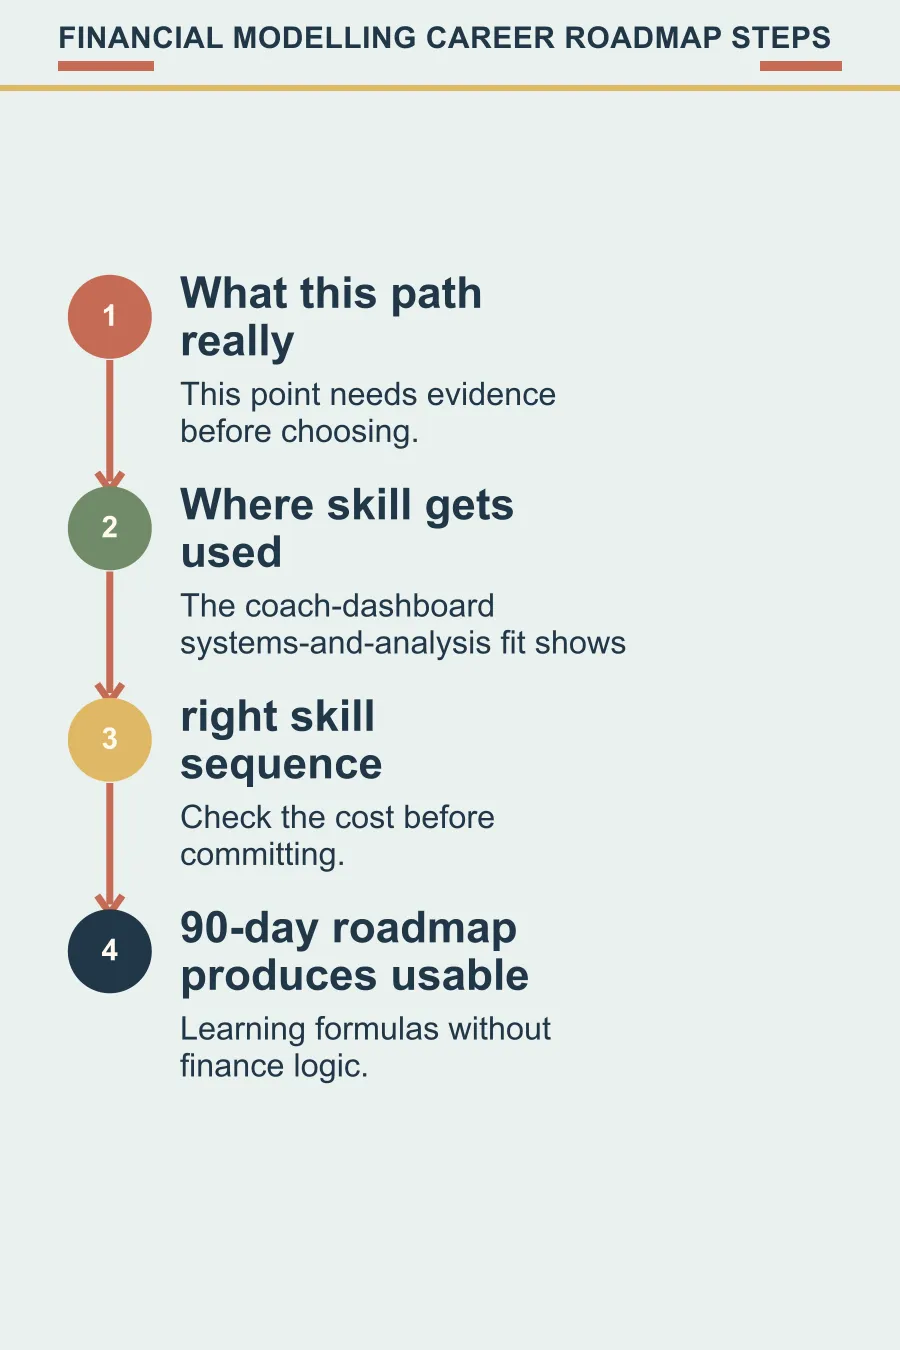 FINANCIAL MODELLING CAREER ROADMAP STEPS
1
What this path
really
This point needs evidence
before choosing.
2
Where skill gets
used
The coach-dashboard
systems-and-analysis fit shows
3
right skill
sequence
Check the cost before
committing.
4
90-day roadmap
produces usable
Learning formulas without
finance logic.